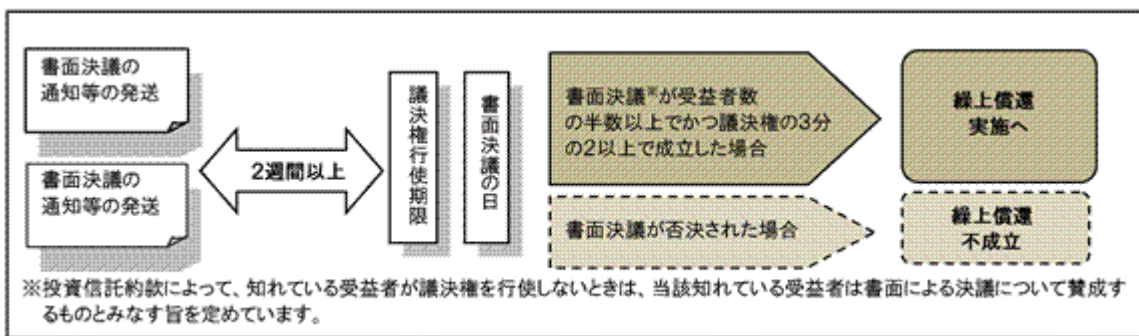 書面決議の
通知等の発送
書面決議の
通知等の発送
2週間以上
議決権行使期限
書面決議の日
書面決議※が受益者数
の半数以上でかつ議決権の3分
の2以上で成立した場合
繰上償還
実施へ
書面決議が否決された場合
繰上償還
不成立
※投資信託約款によって、知れている受益者が議決権を行使しないときは、当該知れている受益者は書面による決議について賛成す
るものとみなす旨を定めています。